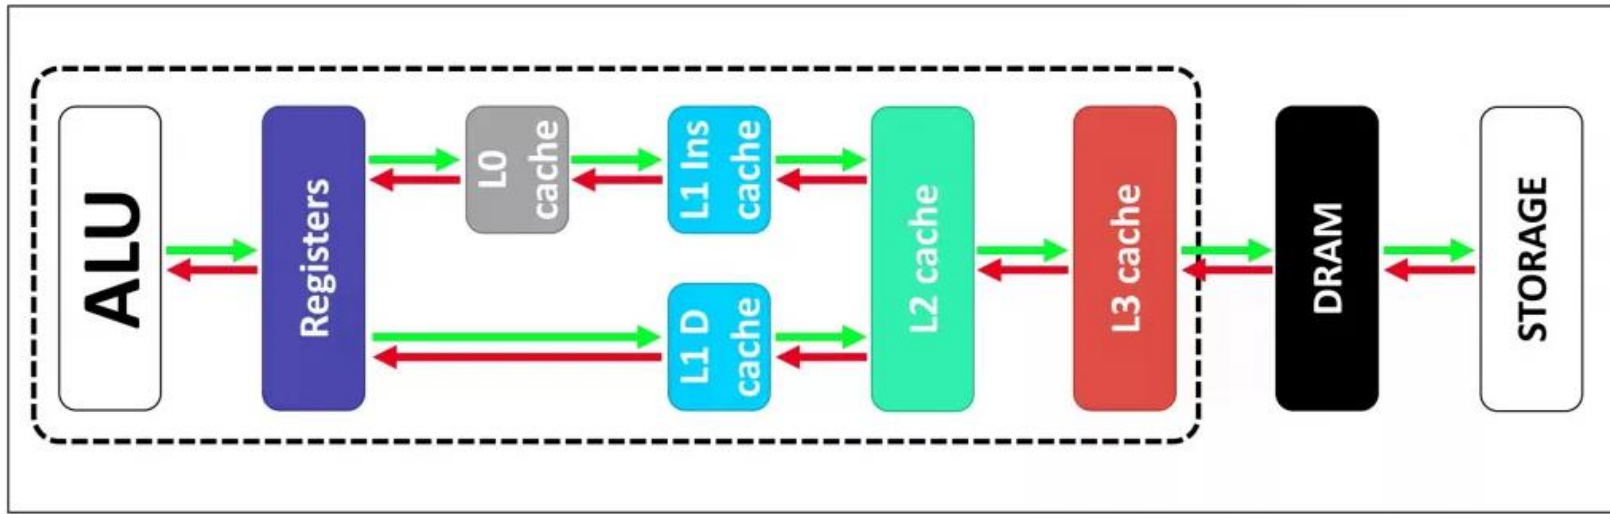 ALU
Registers
L0
cache
L1 Ins
cache
L1 D
cache
L2 cache
L3 cache
DRAM
STORAGE